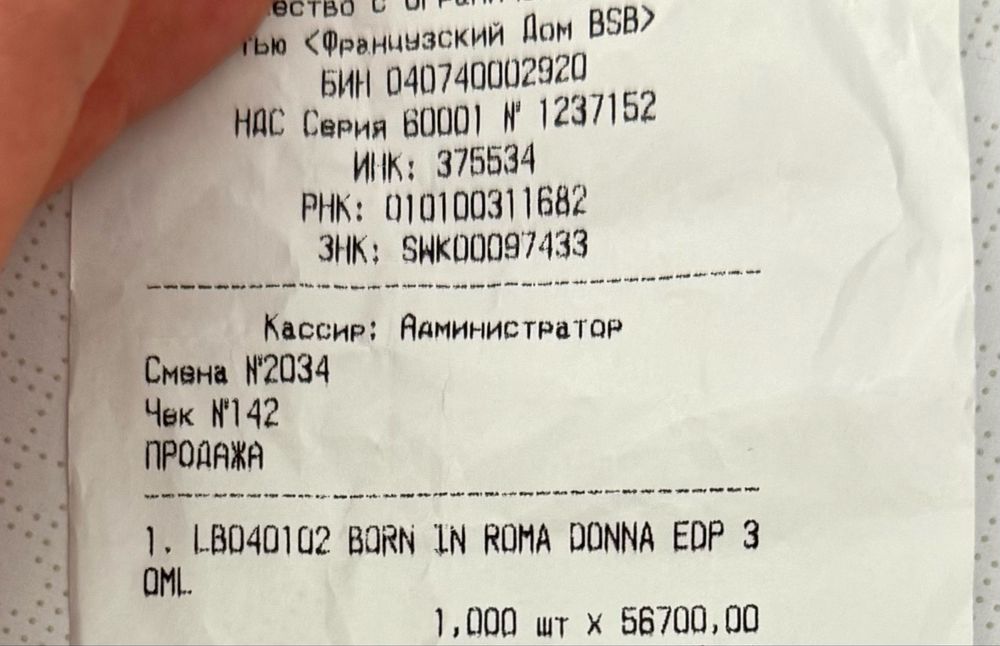 тью <Французский Дом BSB>
БИН 040740002920
НДС Серия 60001 № 1237152
ИНК: 375534
РНК: 010100311682
ЗНК: SWK00097433
Кассир: Администратор
Смена №2034
Чек №142
ПРОДАЖА
1. LB040102 BORN IN ROMA DONNA EDP 3
0ML
1,000 шт x 56700,00